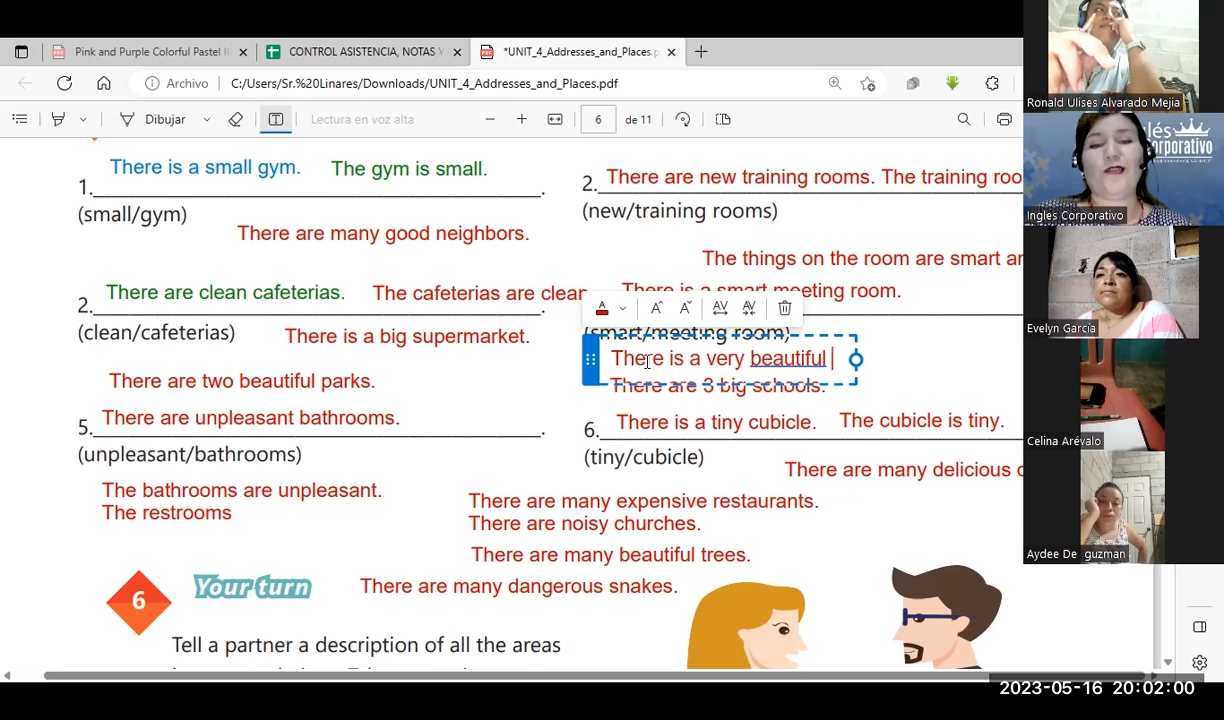 Pink and Purple Colorful Pastel
CONTROL ASISTENCIA, NOTAS Y
*UNIT_4_Addresses_and_Places.p
Archivo
C:/Users/Sr.%20Linares/Downloads/UNIT_4_Addresses_and_Places.pdf
Dibujar
Lectura en voz alta
6
de 11
There is a small gym.
The gym is small.
1.
(small/gym)
There are new training rooms. The training roo
2.
(new/training rooms)
There are many good neighbors.
The things on the room are smart ar
There are clean cafeterias.
The cafeterias are clean
There is a smart meeting room.
2.
(clean/cafeterias)
There is a big supermarket.
(smart/meeting room)
There is a very beautiful
There are 3 big schools.
There are two beautiful parks.
There are unpleasant bathrooms.
5.
(unpleasant/bathrooms)
There is a tiny cubicle.
The cubicle is tiny.
6.
(tiny/cubicle)
There are many delicious
The bathrooms are unpleasant.
The restrooms
There are many expensive restaurants.
There are noisy churches.
There are many beautiful trees.
There are many dangerous snakes.
6
Your turn
Tell a partner a description of all the areas
Ronald Ulises Alvarado Mejia
Ingles Corporativo
Evelyn García
Celina Arévalo
Aydee De guzman
2023-05-16 20:02:00